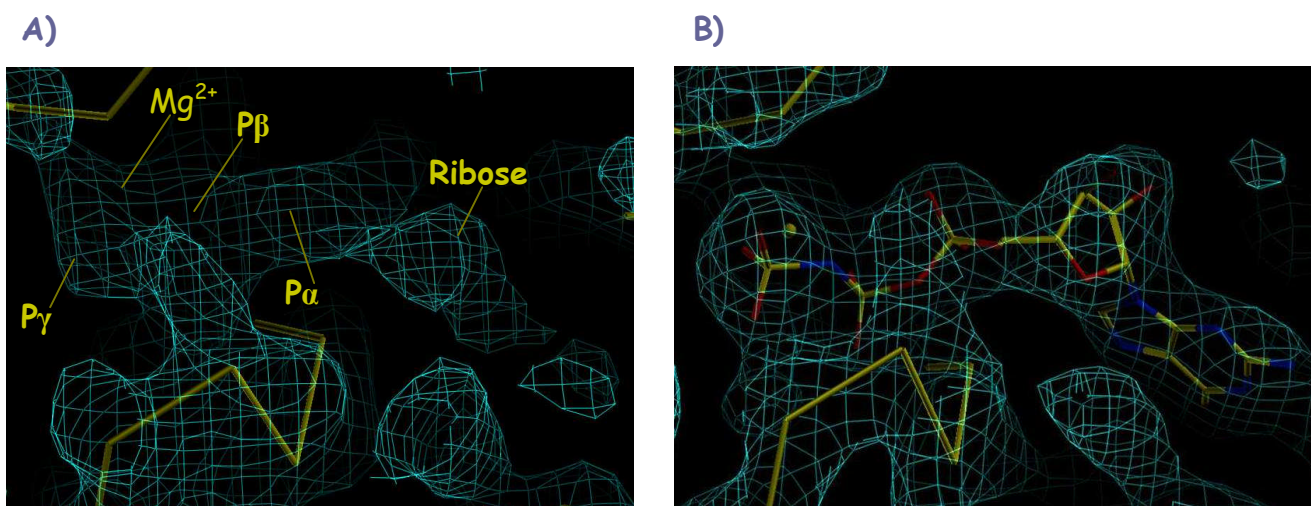 A)
B)
Mg²⁺
Pβ
Ribose
Pα
Pγ